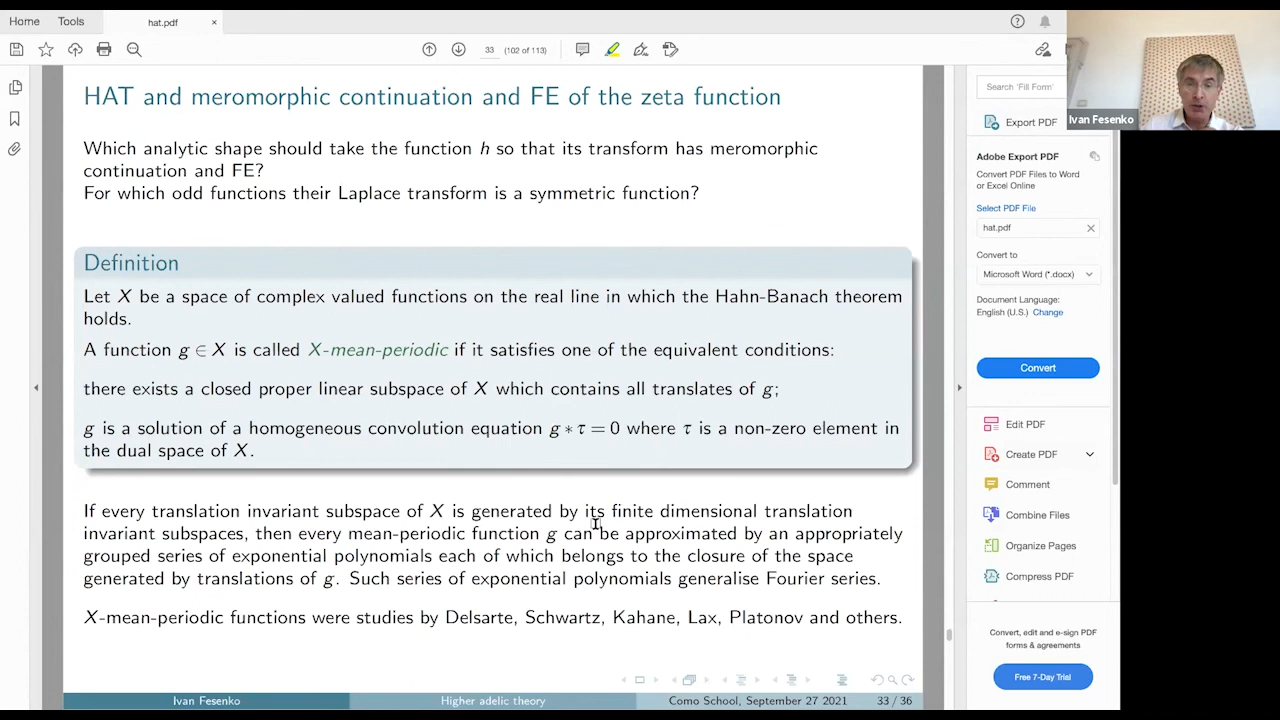 Home
Tools
hat.pdf
×
33
(102 of 113)
HAT and meromorphic continuation and FE of the zeta function
Which analytic shape should take the function h so that its transform has meromorphic
continuation and FE?
For which odd functions their Laplace transform is a symmetric function?
Definition
Let X be a space of complex valued functions on the real line in which the Hahn-Banach theorem
holds.
A function g ∈ X is called X-mean-periodic if it satisfies one of the equivalent conditions:
there exists a closed proper linear subspace of X which contains all translates of g;
g is a solution of a homogeneous convolution equation g ∗ τ = 0 where τ is a non-zero element in
the dual space of X.
If every translation invariant subspace of X is generated by its finite dimensional translation
invariant subspaces, then every mean-periodic function g can be approximated by an appropriately
grouped series of exponential polynomials each of which belongs to the closure of the space
generated by translations of g. Such series of exponential polynomials generalise Fourier series.
X-mean-periodic functions were studies by Delsarte, Schwartz, Kahane, Lax, Platonov and others.
Ivan Fesenko
Higher adelic theory
Como School, September 27 2021
33 / 36
Search 'Fill Form'
Export PDF
Adobe Export PDF
Convert PDF Files to Word
or Excel Online
Select PDF File
hat.pdf
Convert to
Microsoft Word (*.docx)
Document Language:
English (U.S.) Change
Convert
Edit PDF
Create PDF
Comment
Combine Files
Organize Pages
Compress PDF
Convert, edit and e-sign PDF
forms & agreements
Free 7-Day Trial
Ivan Fesenko